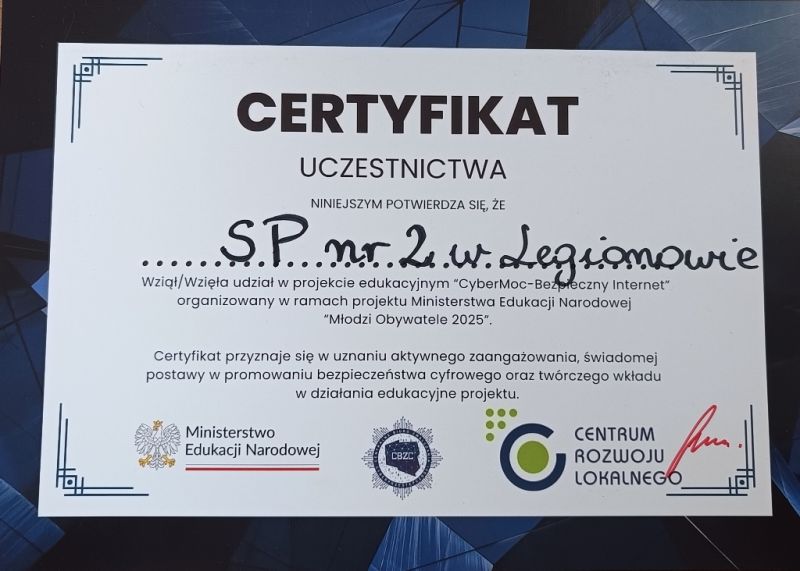 CERTYFIKAT
UCZESTNICTWA
NINIEJSZYM POTWIERDZA SIĘ, ŻE
SP nr 2 w Legionowie
Wziął/Wzięła udział w projekcie edukacyjnym “CyberMoc-Bezpieczny Internet”
organizowany w ramach projektu Ministerstwa Edukacji Narodowej
“Młodzi Obywatele 2025”.
Certyfikat przyznaje się w uznaniu aktywnego zaangażowania, świadomej
postawy w promowaniu bezpieczeństwa cyfrowego oraz twórczego wkładu
w działania edukacyjne projektu.
Ministerstwo
Edukacji Narodowej
CBZC
CENTRUM
ROZWOJU
LOKALNEGO